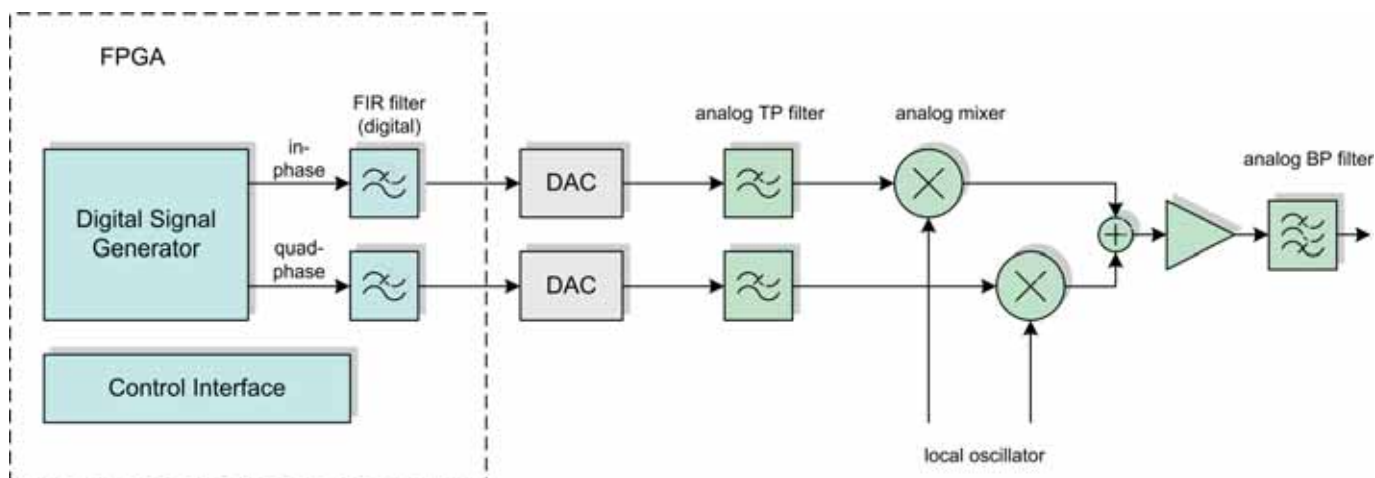 FPGA
FIR filter
(digital)
analog TP filter
analog mixer
analog BP filter
in-
phase
DAC
Digital Signal
Generator
quad-
phase
DAC
Control Interface
local oscillator